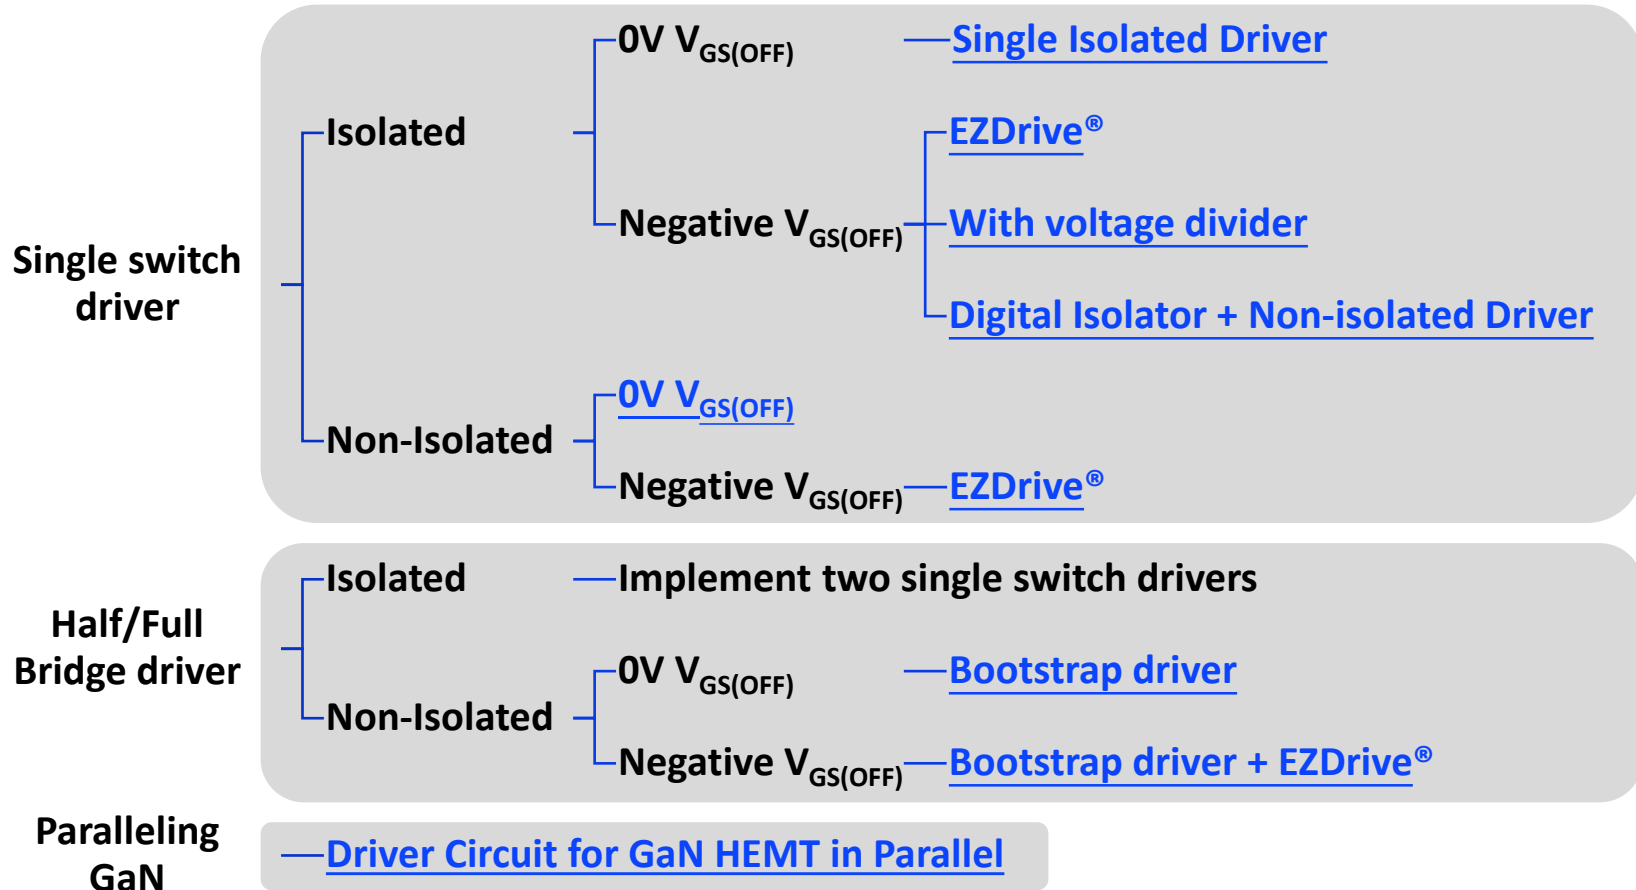 Single switch
driver
Isolated
0V VGS(OFF)
Single Isolated Driver
Negative VGS(OFF)
EZDrive®
With voltage divider
Digital Isolator + Non-isolated Driver
Non-Isolated
0V VGS(OFF)
Negative VGS(OFF)
EZDrive®
Half/Full
Bridge driver
Isolated
Implement two single switch drivers
Non-Isolated
0V VGS(OFF)
Bootstrap driver
Negative VGS(OFF)
Bootstrap driver + EZDrive®
Paralleling
GaN
Driver Circuit for GaN HEMT in Parallel